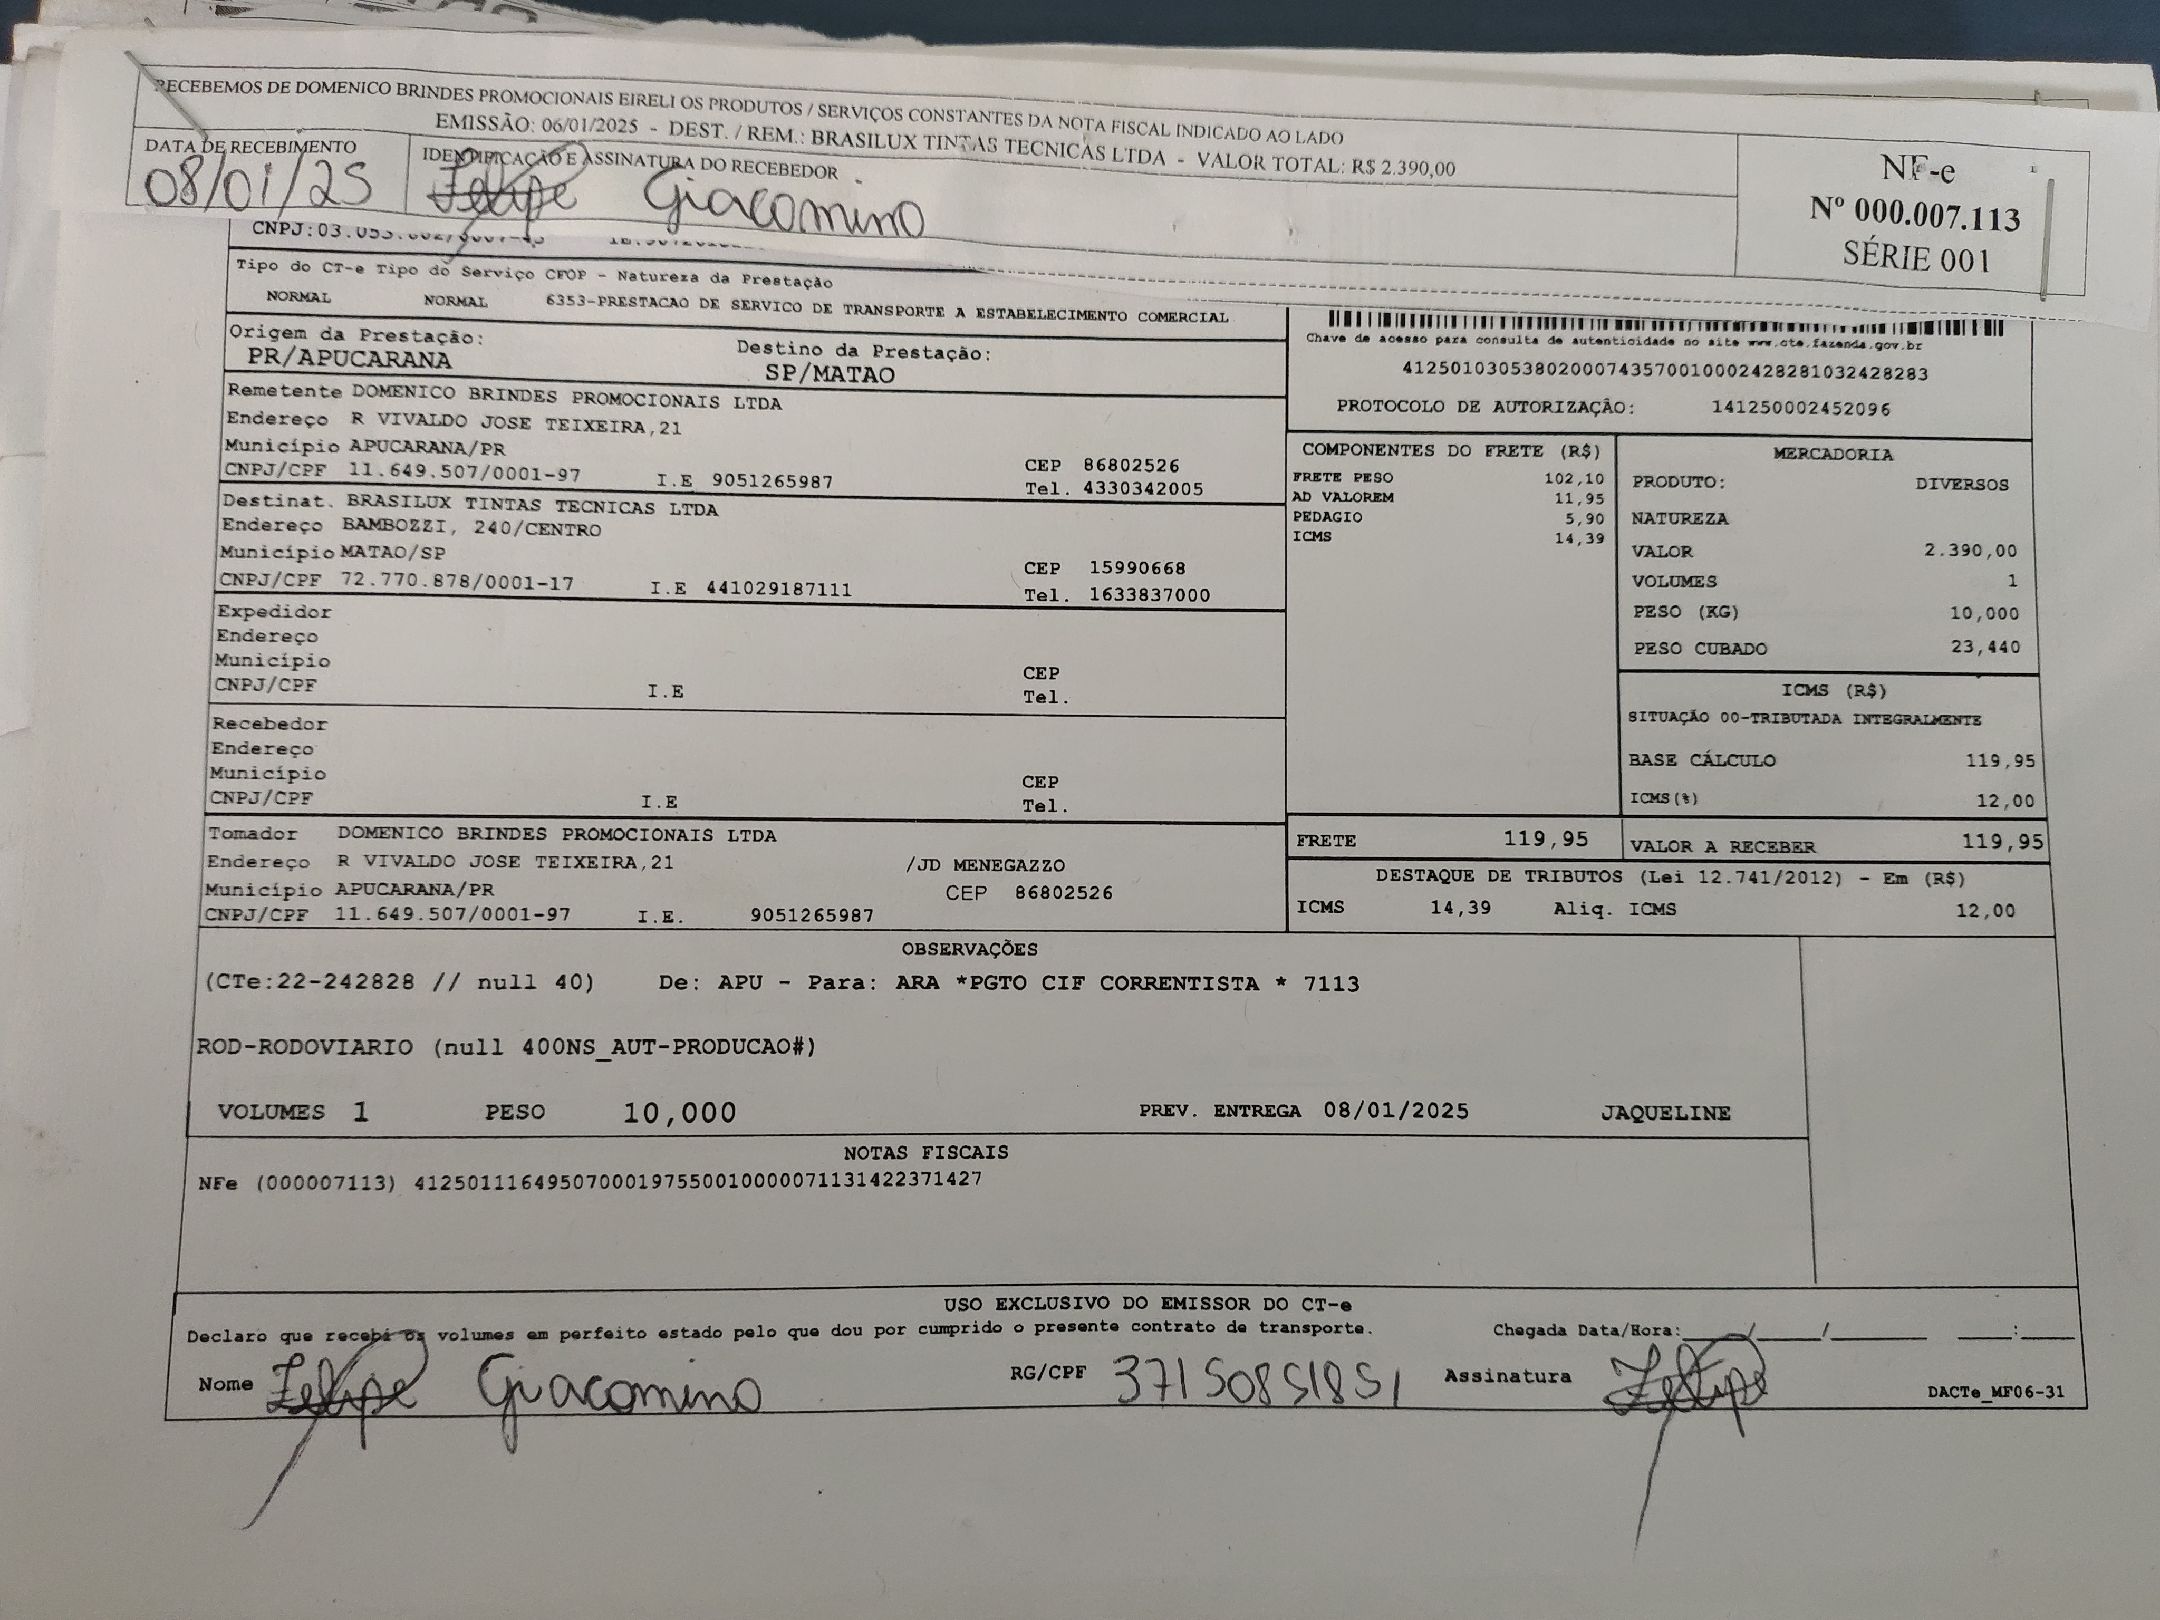 RECEBEMOS DE DOMENICO BRINDES PROMOCIONAIS EIRELI OS PRODUTOS / SERVIÇOS CONSTANTES DA NOTA FISCAL INDICADO AO LADO
EMISSÃO: 06/01/2025 - DEST. / REM.: BRASILUX TINTAS TECNICAS LTDA - VALOR TOTAL: R$ 2.390,00
DATA DE RECEBIMENTO
08/01/25
IDENTIFICAÇÃO E ASSINATURA DO RECEBEDOR
Felipe Giacomino
NF-e
Nº 000.007.113
SÉRIE 001
CNPJ:03.053.
Tipo do CT-e Tipo do Serviço CFOP - Natureza da Prestação
NORMAL NORMAL 6353-PRESTACAO DE SERVICO DE TRANSPORTE A ESTABELECIMENTO COMERCIAL
Origem da Prestação: Destino da Prestação:
PR/APUCARANA SP/MATAO
Chave de acesso para consulta de autenticidade no site www.cte.fazenda.gov.br
41250103053802000743570010002428281032428283
PROTOCOLO DE AUTORIZAÇÃO: 141250002452096
Remetente DOMENICO BRINDES PROMOCIONAIS LTDA
Endereço R VIVALDO JOSE TEIXEIRA,21
Município APUCARANA/PR CEP 86802526
CNPJ/CPF 11.649.507/0001-97 I.E 9051265987 Tel. 4330342005
Destinat. BRASILUX TINTAS TECNICAS LTDA
Endereço BAMBOZZI, 240/CENTRO
Município MATAO/SP CEP 15990668
CNPJ/CPF 72.770.878/0001-17 I.E 441029187111 Tel. 1633837000
Expedidor
Endereço
Município CEP
CNPJ/CPF I.E Tel.
Recebedor
Endereço
Município CEP
CNPJ/CPF I.E Tel.
Tomador DOMENICO BRINDES PROMOCIONAIS LTDA
Endereço R VIVALDO JOSE TEIXEIRA,21 /JD MENEGAZZO
Município APUCARANA/PR CEP 86802526
CNPJ/CPF 11.649.507/0001-97 I.E. 9051265987
COMPONENTES DO FRETE (R$)
FRETE PESO 102,10
AD VALOREM 11,95
PEDAGIO 5,90
ICMS 14,39
MERCADORIA
PRODUTO: DIVERSOS
NATUREZA
VALOR 2.390,00
VOLUMES 1
PESO (KG) 10,000
PESO CUBADO 23,440
ICMS (R$)
SITUAÇÃO 00-TRIBUTADA INTEGRALMENTE
BASE CÁLCULO 119,95
ICMS(%) 12,00
FRETE 119,95 VALOR A RECEBER 119,95
DESTAQUE DE TRIBUTOS (Lei 12.741/2012) - Em (R$)
ICMS 14,39 Aliq. ICMS 12,00
OBSERVAÇÕES
(CTe:22-242828 // null 40) De: APU - Para: ARA *PGTO CIF CORRENTISTA * 7113
ROD-RODOVIARIO (null 400NS_AUT-PRODUCAO#)
VOLUMES 1 PESO 10,000 PREV. ENTREGA 08/01/2025 JAQUELINE
NOTAS FISCAIS
NFe (000007113) 41250111649507000197550010000071131422371427
USO EXCLUSIVO DO EMISSOR DO CT-e
Declaro que recebi os volumes em perfeito estado pelo que dou por cumprido o presente contrato de transporte. Chegada Data/Hora:____/____/______ ____:____
Nome Felipe Giacomino RG/CPF 37150851851 Assinatura Felipe
DACTe_MF06-31